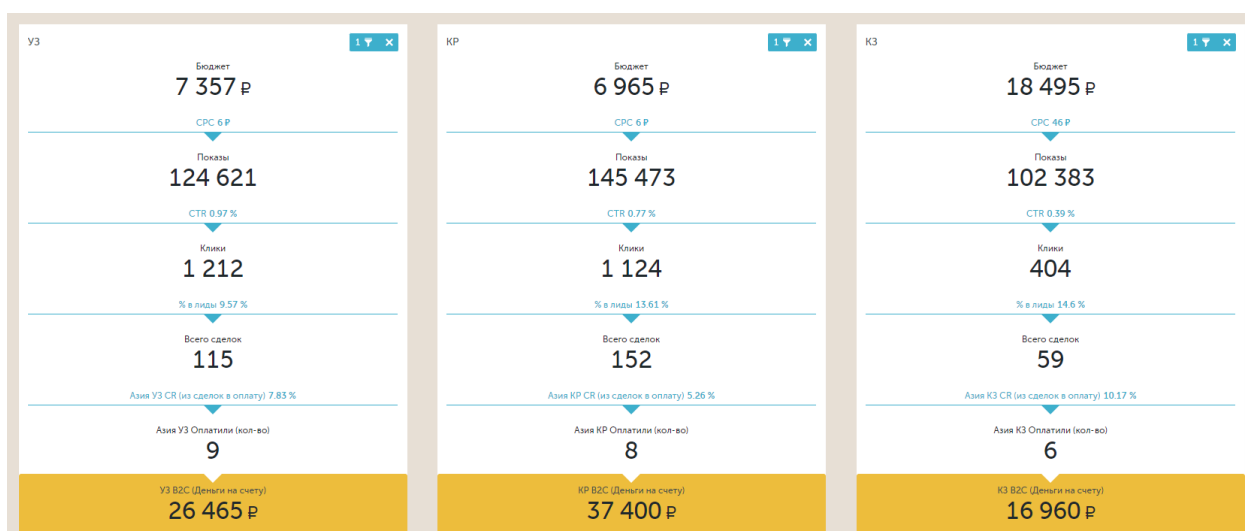 УЗ
1
Бюджет
7 357 ₽
CPC 6 ₽
Показы
124 621
CTR 0.97 %
Клики
1 212
% в лиды 9.57 %
Всего сделок
115
Азия УЗ CR (из сделок в оплату) 7.83 %
Азия УЗ Оплатили (кол-во)
9
УЗ B2C (Деньги на счету)
26 465 ₽
КР
1
Бюджет
6 965 ₽
CPC 6 ₽
Показы
145 473
CTR 0.77 %
Клики
1 124
% в лиды 13.61 %
Всего сделок
152
Азия КР CR (из сделок в оплату) 5.26 %
Азия КР Оплатили (кол-во)
8
КР B2C (Деньги на счету)
37 400 ₽
КЗ
1
Бюджет
18 495 ₽
CPC 46 ₽
Показы
102 383
CTR 0.39 %
Клики
404
% в лиды 14.6 %
Всего сделок
59
Азия КЗ CR (из сделок в оплату) 10.17 %
Азия КЗ Оплатили (кол-во)
6
КЗ B2C (Деньги на счету)
16 960 ₽